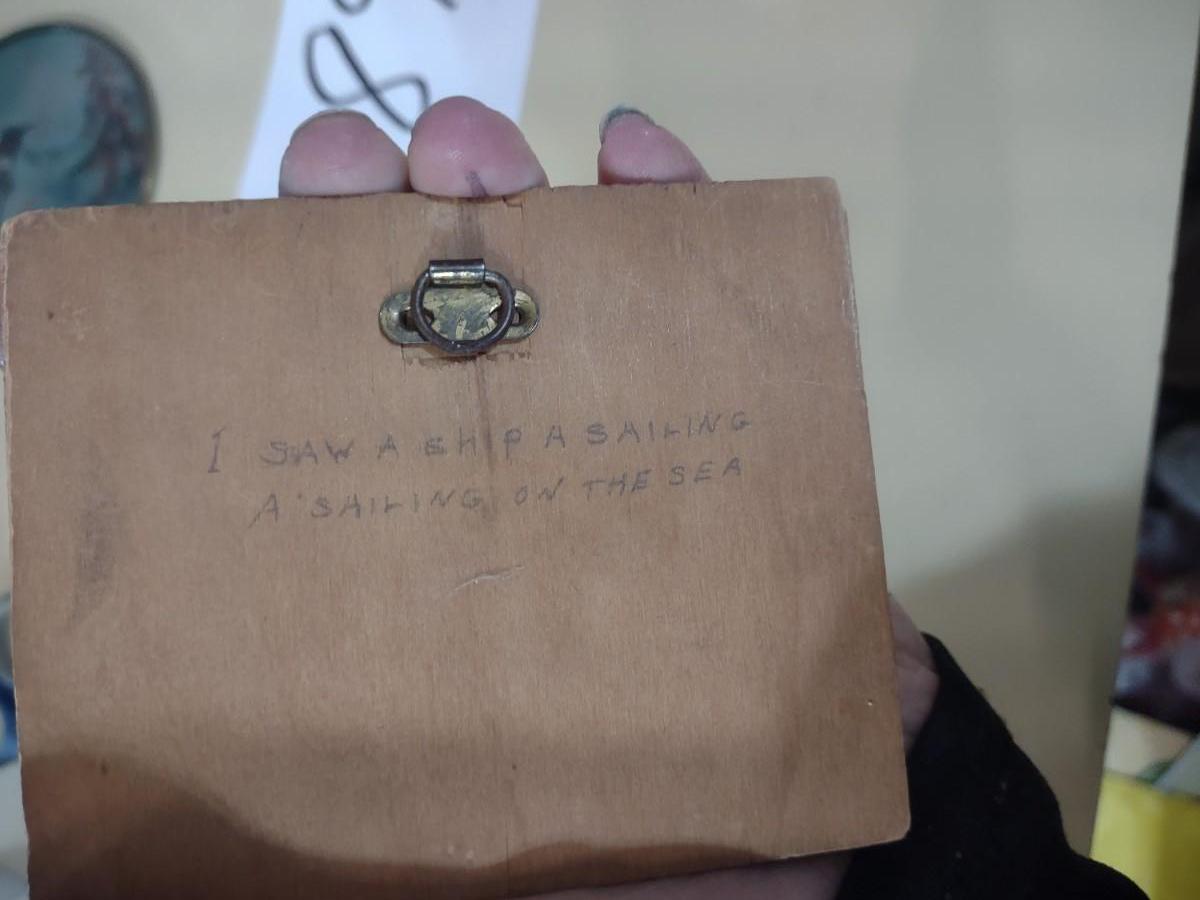 I SAW A SHIP A SAILING
A SAILING ON THE SEA